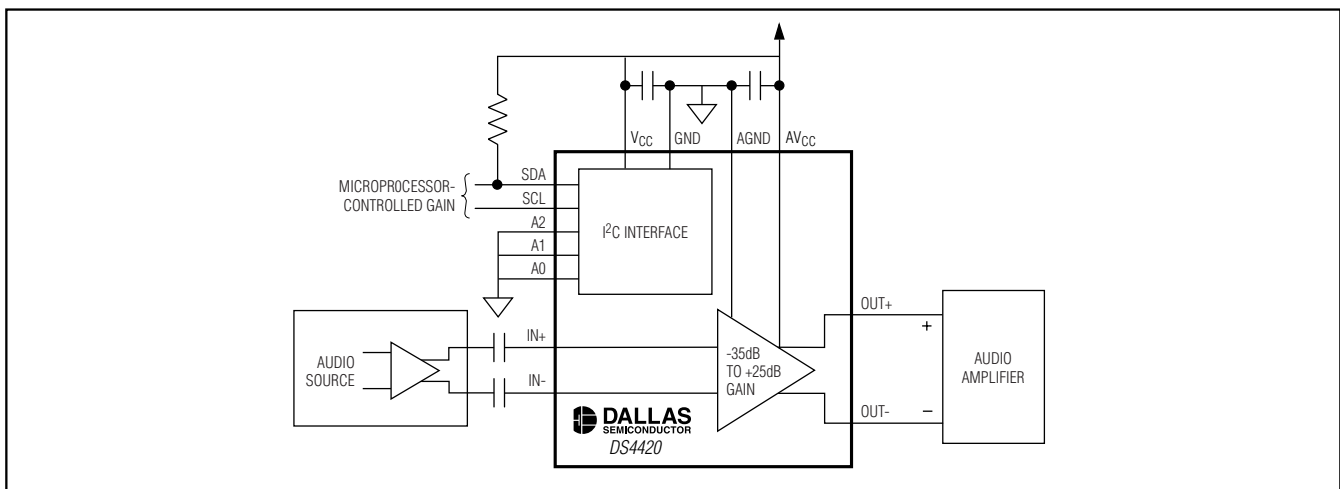 VCC
GND
AGND
AVCC
MICROPROCESSOR-
CONTROLLED GAIN
SDA
SCL
A2
A1
A0
I2C INTERFACE
AUDIO
SOURCE
IN+
IN-
-35dB
TO +25dB
GAIN
OUT+
OUT-
+
AUDIO
AMPLIFIER
−
DALLAS
SEMICONDUCTOR
DS4420